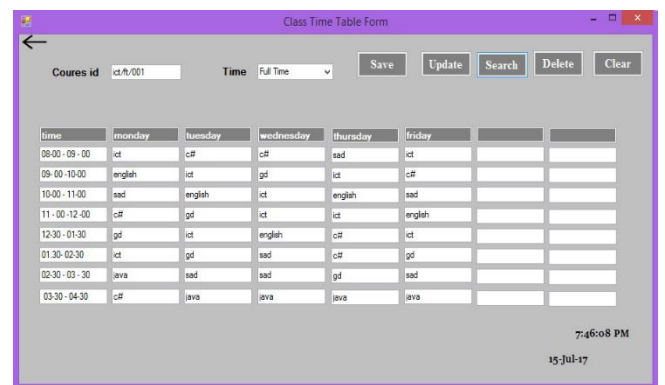 Class Time Table Form
Coures id ict/ft/001 Time Full Time Save Update Search Delete Clear
time monday tuesday wednesday thursday friday
08-00 - 09 - 00 ict c# c# sad ict
09- 00 -10-00 english ict gd ict c#
10-00 - 11-00 sad english ict english sad
11 - 00 -12 -00 c# gd ict ict english
12-30 - 01-30 gd ict english c# ict
01.30- 02-30 ict gd sad c# gd
02-30 - 03 - 30 java sad sad gd sad
03-30 - 04-30 c# java java java java
7:46:08 PM
15-Jul-17